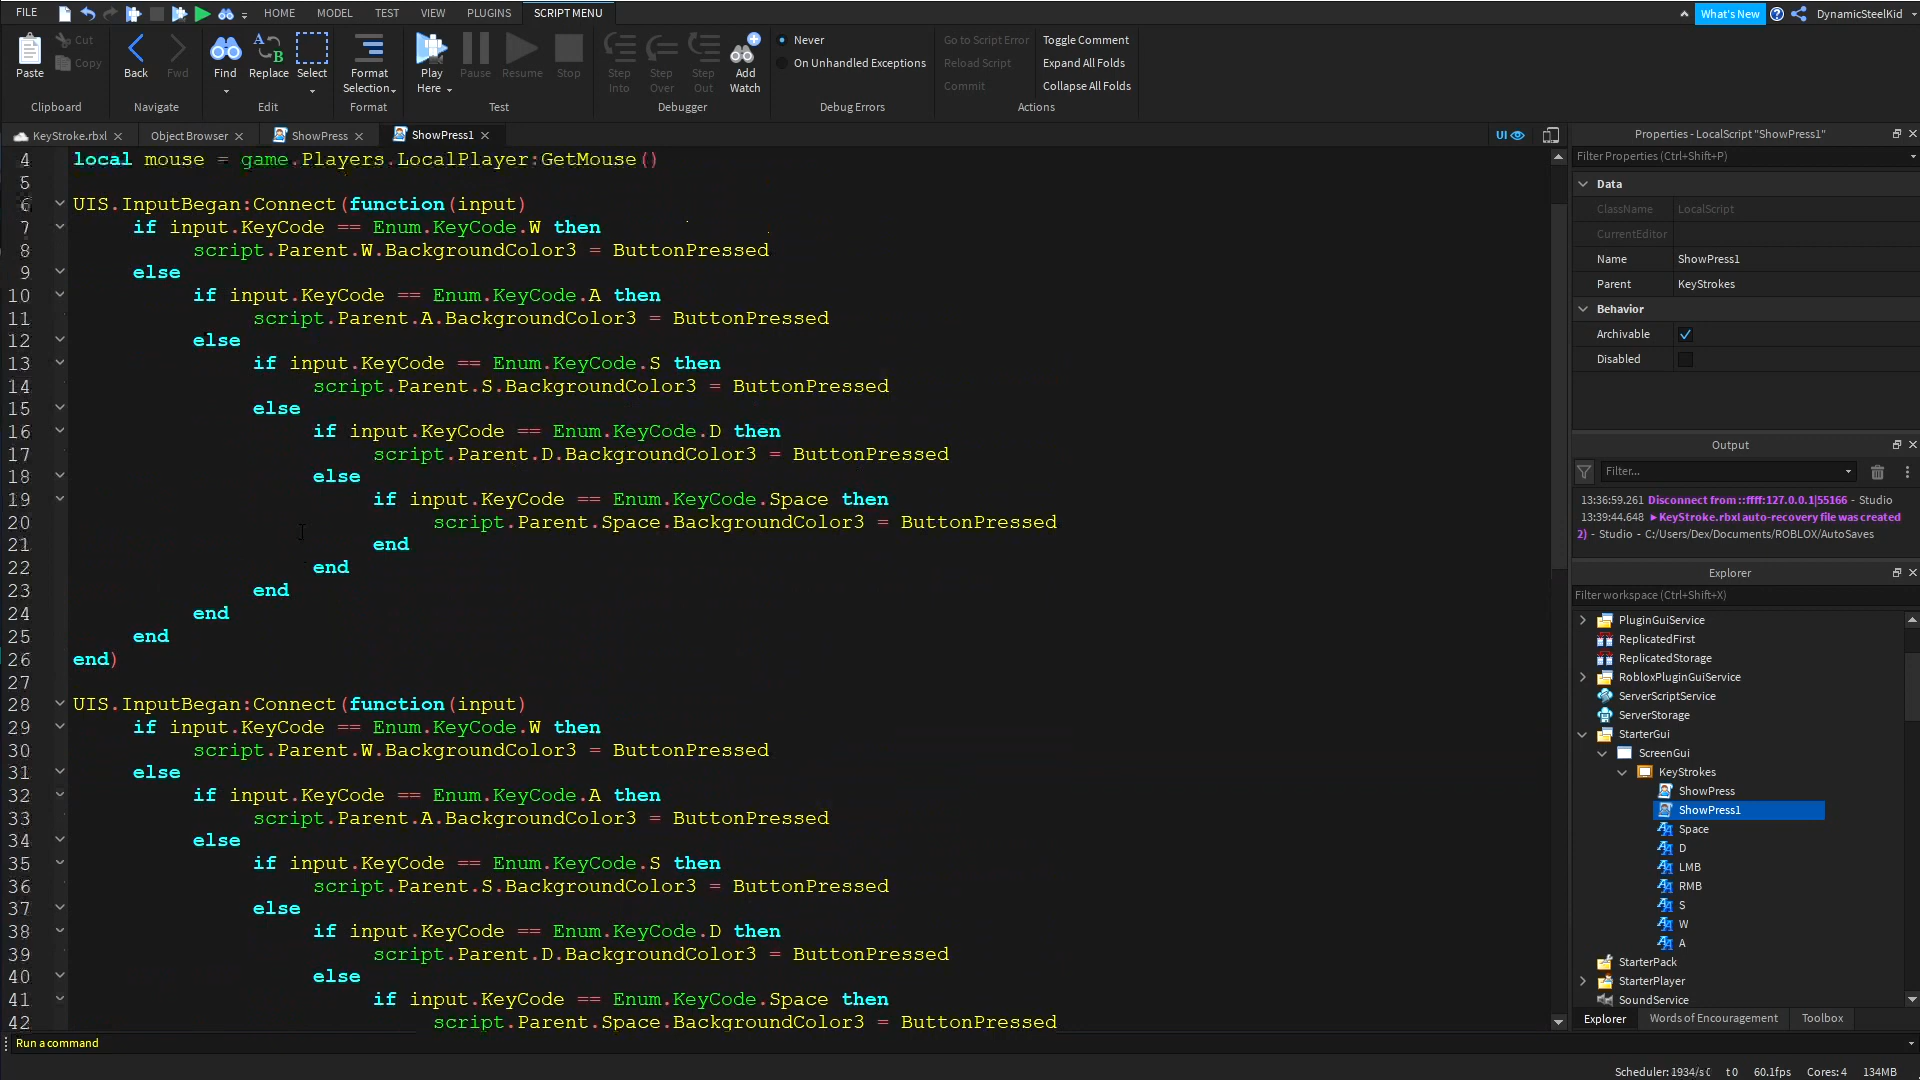 FILE HOME MODEL TEST VIEW PLUGINS SCRIPT MENU What's New DynamicSteelKid
Paste Cut Copy Back Fwd Find Replace Select Format Selection Play Here Pause Resume Stop Step Into Step Over Step Out Add Watch Never On Unhandled Exceptions Go to Script Error Reload Script Commit Toggle Comment Expand All Folds Collapse All Folds
Clipboard Navigate Edit Format Test Debugger Debug Errors Actions
KeyStroke.rbxl Object Browser ShowPress ShowPress1 UI
4 local mouse = game.Players.LocalPlayer:GetMouse()
5
6 UIS.InputBegan:Connect(function(input)
7 if input.KeyCode == Enum.KeyCode.W then
8 script.Parent.W.BackgroundColor3 = ButtonPressed
9 else
10 if input.KeyCode == Enum.KeyCode.A then
11 script.Parent.A.BackgroundColor3 = ButtonPressed
12 else
13 if input.KeyCode == Enum.KeyCode.S then
14 script.Parent.S.BackgroundColor3 = ButtonPressed
15 else
16 if input.KeyCode == Enum.KeyCode.D then
17 script.Parent.D.BackgroundColor3 = ButtonPressed
18 else
19 if input.KeyCode == Enum.KeyCode.Space then
20 script.Parent.Space.BackgroundColor3 = ButtonPressed
21 end
22 end
23 end
24 end
25 end
26 end)
27
28 UIS.InputBegan:Connect(function(input)
29 if input.KeyCode == Enum.KeyCode.W then
30 script.Parent.W.BackgroundColor3 = ButtonPressed
31 else
32 if input.KeyCode == Enum.KeyCode.A then
33 script.Parent.A.BackgroundColor3 = ButtonPressed
34 else
35 if input.KeyCode == Enum.KeyCode.S then
36 script.Parent.S.BackgroundColor3 = ButtonPressed
37 else
38 if input.KeyCode == Enum.KeyCode.D then
39 script.Parent.D.BackgroundColor3 = ButtonPressed
40 else
41 if input.KeyCode == Enum.KeyCode.Space then
42 script.Parent.Space.BackgroundColor3 = ButtonPressed
Run a command
Properties - LocalScript "ShowPress1"
Filter Properties (Ctrl+Shift+P)
Data
ClassName LocalScript
CurrentEditor
Name ShowPress1
Parent KeyStrokes
Behavior
Archivable
Disabled
Output
Filter...
13:36:59.261 Disconnect from ::ffff:127.0.0.1|55166 - Studio
13:39:44.648 KeyStroke.rbxl auto-recovery file was created
2) - Studio - C:/Users/Dex/Documents/ROBLOX/AutoSaves
Explorer
Filter workspace (Ctrl+Shift+X)
PluginGuiService
ReplicatedFirst
ReplicatedStorage
RobloxPluginGuiService
ServerScriptService
ServerStorage
StarterGui
ScreenGui
KeyStrokes
ShowPress
ShowPress1
Space
D
LMB
RMB
S
W
A
StarterPack
StarterPlayer
SoundService
Explorer Words of Encouragement Toolbox
Scheduler: 1934/s t 0 60.1fps Cores: 4 134MB